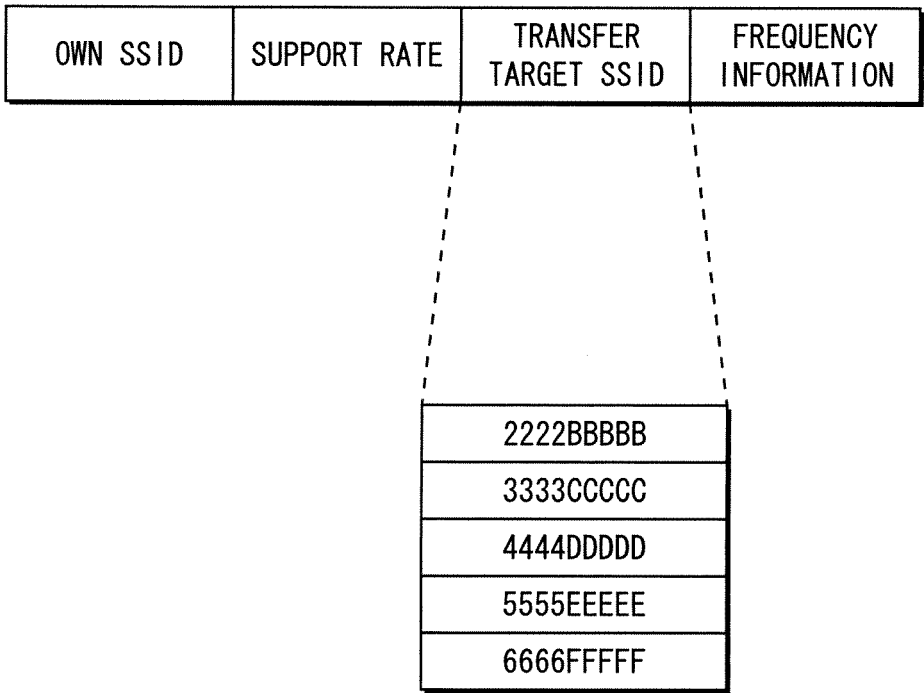 OWN SSID
SUPPORT RATE
TRANSFER
TARGET SSID
FREQUENCY
INFORMATION
2222BBBBB
3333CCCCC
4444DDDDD
5555EEEEE
6666FFFFF